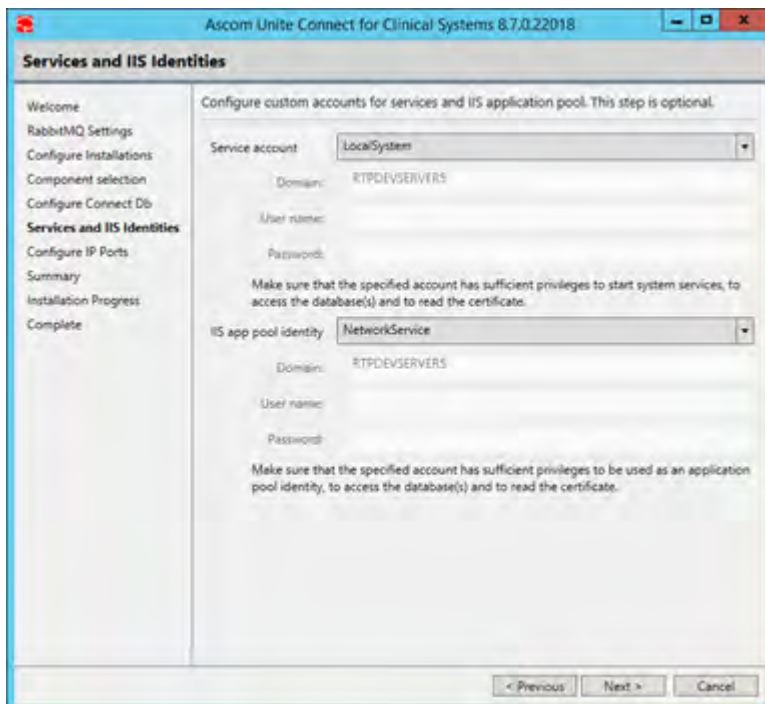 Ascom Unite Connect for Clinical Systems 8.7.0.22018
Services and IIS Identities
Welcome
RabbitMQ Settings
Configure Installations
Component selection
Configure Connect Db
Services and IIS Identities
Configure IP Ports
Summary
Installation Progress
Complete
Configure custom accounts for services and IIS application pool. This step is optional.
Service account LocalSystem
Domain: RTPDEVSERVERS
User name:
Password:
Make sure that the specified account has sufficient privileges to start system services, to
access the database(s) and to read the certificate.
IIS app pool identity NetworkService
Domain: RTPDEVSERVERS
User name:
Password:
Make sure that the specified account has sufficient privileges to be used as an application
pool identity, to access the database(s) and to read the certificate.
< Previous Next > Cancel